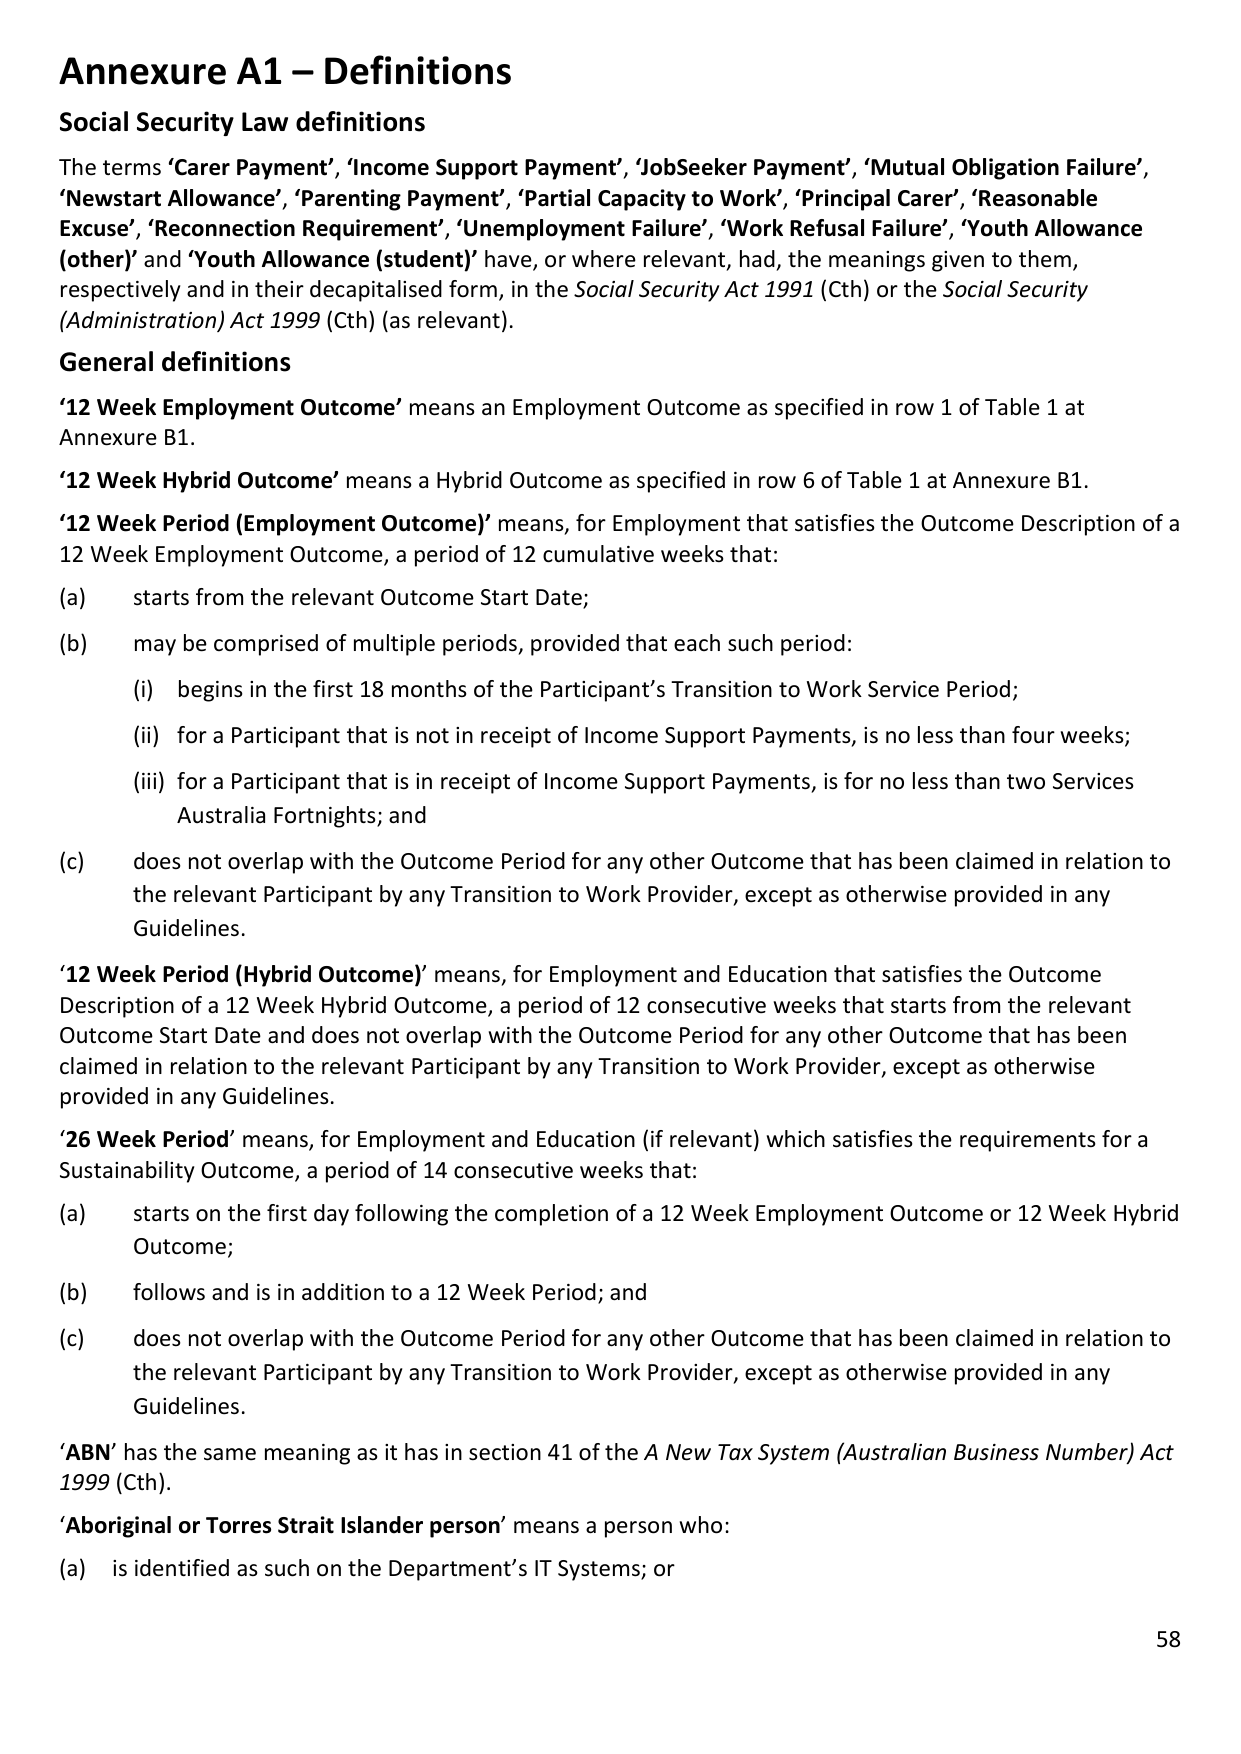 Annexure A1 – Definitions
Social Security Law definitions
The terms ‘Carer Payment’, ‘Income Support Payment’, ‘JobSeeker Payment’, ‘Mutual Obligation Failure’,
‘Newstart Allowance’, ‘Parenting Payment’, ‘Partial Capacity to Work’, ‘Principal Carer’, ‘Reasonable
Excuse’, ‘Reconnection Requirement’, ‘Unemployment Failure’, ‘Work Refusal Failure’, ‘Youth Allowance
(other)’ and ‘Youth Allowance (student)’ have, or where relevant, had, the meanings given to them,
respectively and in their decapitalised form, in the Social Security Act 1991 (Cth) or the Social Security
(Administration) Act 1999 (Cth) (as relevant).
General definitions
‘12 Week Employment Outcome’ means an Employment Outcome as specified in row 1 of Table 1 at
Annexure B1.
‘12 Week Hybrid Outcome’ means a Hybrid Outcome as specified in row 6 of Table 1 at Annexure B1.
‘12 Week Period (Employment Outcome)’ means, for Employment that satisfies the Outcome Description of a
12 Week Employment Outcome, a period of 12 cumulative weeks that:
(a) starts from the relevant Outcome Start Date;
(b) may be comprised of multiple periods, provided that each such period:
(i) begins in the first 18 months of the Participant’s Transition to Work Service Period;
(ii) for a Participant that is not in receipt of Income Support Payments, is no less than four weeks;
(iii) for a Participant that is in receipt of Income Support Payments, is for no less than two Services
Australia Fortnights; and
(c) does not overlap with the Outcome Period for any other Outcome that has been claimed in relation to
the relevant Participant by any Transition to Work Provider, except as otherwise provided in any
Guidelines.
‘12 Week Period (Hybrid Outcome)’ means, for Employment and Education that satisfies the Outcome
Description of a 12 Week Hybrid Outcome, a period of 12 consecutive weeks that starts from the relevant
Outcome Start Date and does not overlap with the Outcome Period for any other Outcome that has been
claimed in relation to the relevant Participant by any Transition to Work Provider, except as otherwise
provided in any Guidelines.
‘26 Week Period’ means, for Employment and Education (if relevant) which satisfies the requirements for a
Sustainability Outcome, a period of 14 consecutive weeks that:
(a) starts on the first day following the completion of a 12 Week Employment Outcome or 12 Week Hybrid
Outcome;
(b) follows and is in addition to a 12 Week Period; and
(c) does not overlap with the Outcome Period for any other Outcome that has been claimed in relation to
the relevant Participant by any Transition to Work Provider, except as otherwise provided in any
Guidelines.
‘ABN’ has the same meaning as it has in section 41 of the A New Tax System (Australian Business Number) Act
1999 (Cth).
‘Aboriginal or Torres Strait Islander person’ means a person who:
(a) is identified as such on the Department’s IT Systems; or
58